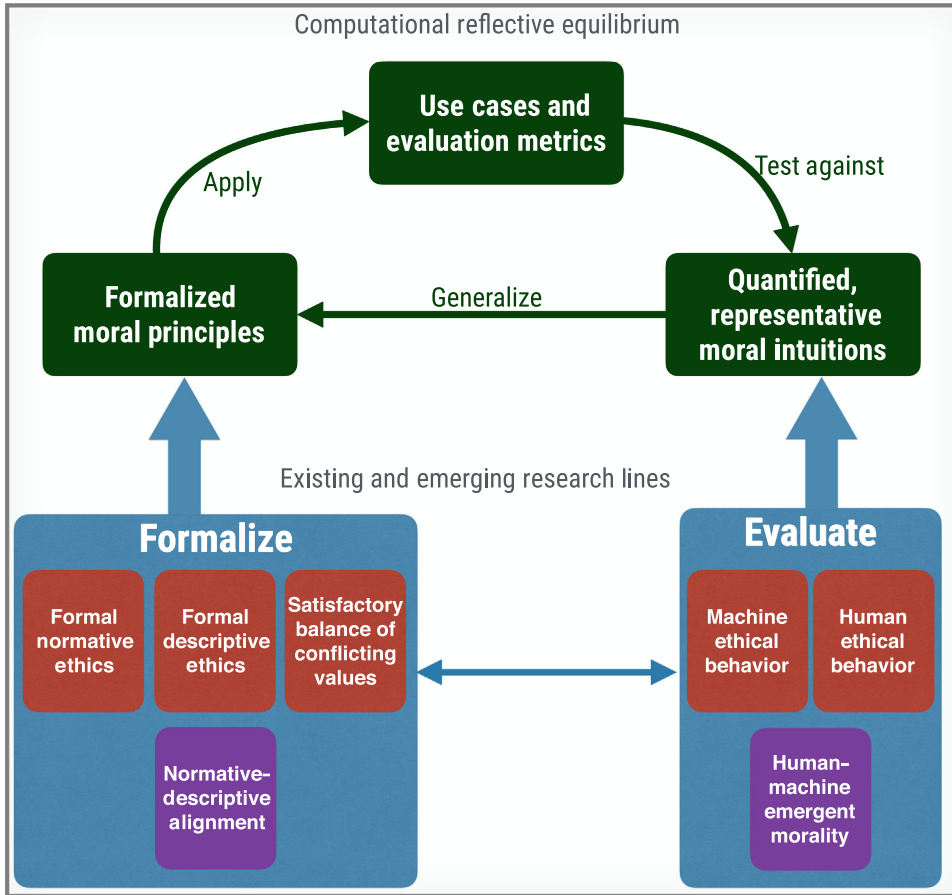 Computational reflective equilibrium
Use cases and
evaluation metrics
Apply
Test against
Formalized
moral principles
Generalize
Quantified,
representative
moral intuitions
Existing and emerging research lines
Formalize
Formal
normative
ethics
Formal
descriptive
ethics
Satisfactory
balance of
conflicting
values
Normative-
descriptive
alignment
Evaluate
Machine
ethical
behavior
Human
ethical
behavior
Human-
machine
emergent
morality